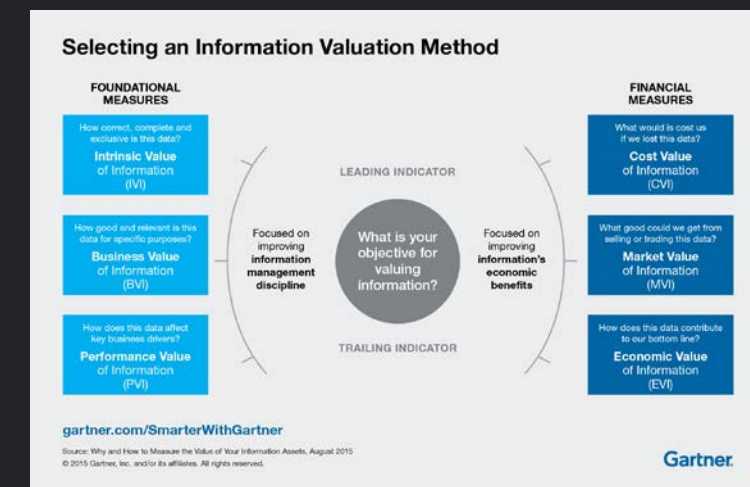 Selecting an Information Valuation Method
FOUNDATIONAL
MEASURES
How correct, complete and
exclusive is this data?
Intrinsic Value
of Information
(IVI)
How good and relevant is this
data for specific purposes?
Business Value
of Information
(BVI)
How does this data affect
key business drivers?
Performance Value
of Information
(PVI)
Focused on
improving
information
management
discipline
LEADING INDICATOR
What is your
objective for
valuing
information?
TRAILING INDICATOR
Focused on
improving
information's
economic
benefits
FINANCIAL
MEASURES
What would is cost us
if we lost this data?
Cost Value
of Information
(CVI)
What good could we get from
selling or trading this data?
Market Value
of Information
(MVI)
How does this data contribute
to our bottom line?
Economic Value
of Information
(EVI)
gartner.com/SmarterWithGartner
Source: Why and How to Measure the Value of Your Information Assets, August 2015
© 2015 Gartner, Inc. and/or its affiliates. All rights reserved.
Gartner